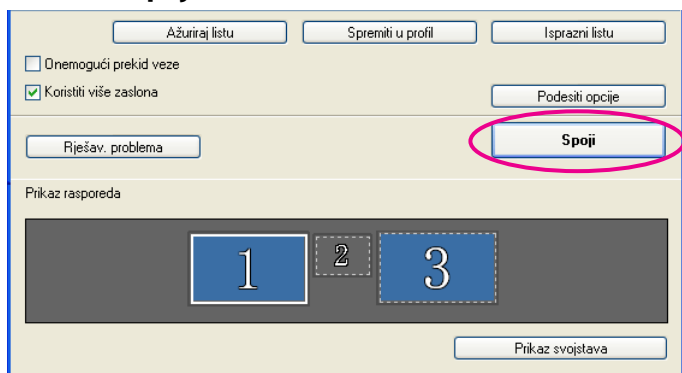 Ažuriraj listu Spremiti u profil Isprazni listu
Onemogući prekid veze
Koristiti više zaslona
Podesiti opcije
Rješav. problema
Spoji
Prikaz rasporeda
1 2 3
Prikaz svojstava